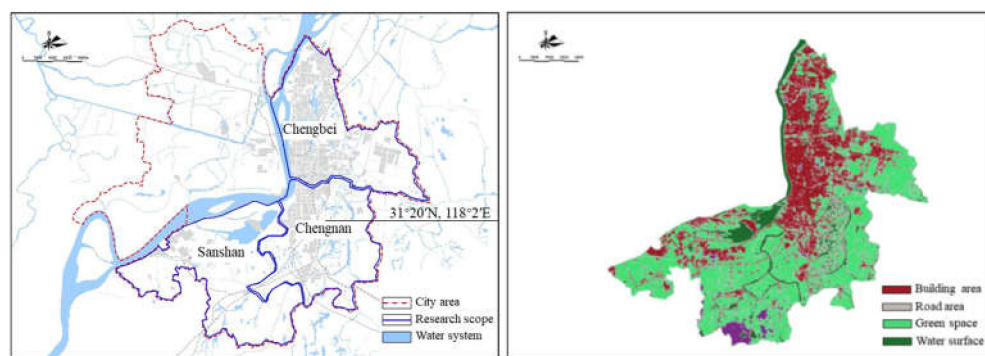 Chengbei
31°20′N, 118°2′E
Chengnan
Sanshan
City area
Research scope
Water system
Building area
Road area
Green space
Water surface